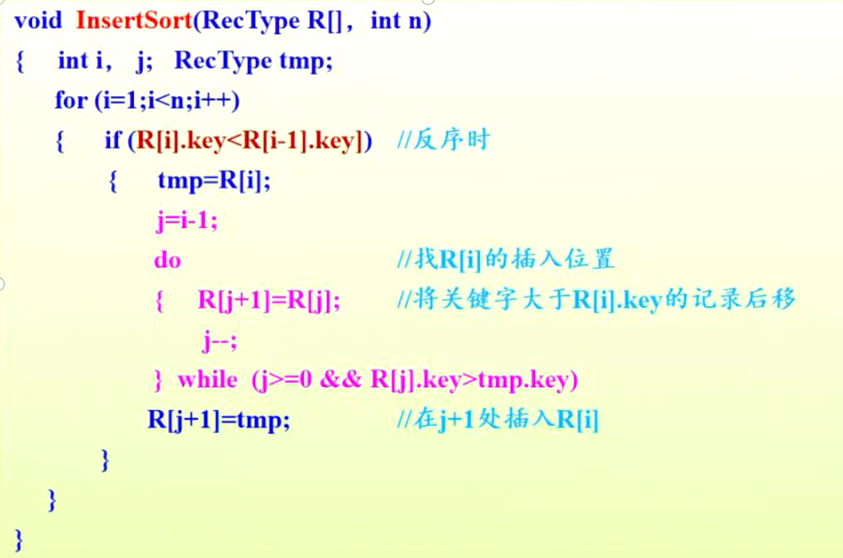 void InsertSort(RecType R[], int n)
{ int i, j; RecType tmp;
for (i=1;i<n;i++)
{ if (R[i].key<R[i-1].key]) //反序时
{ tmp=R[i];
j=i-1;
do //找R[i]的插入位置
{ R[j+1]=R[j]; //将关键字大于R[i].key的记录后移
j--;
} while (j>=0 && R[j].key>tmp.key)
R[j+1]=tmp; //在j+1处插入R[i]
}
}
}